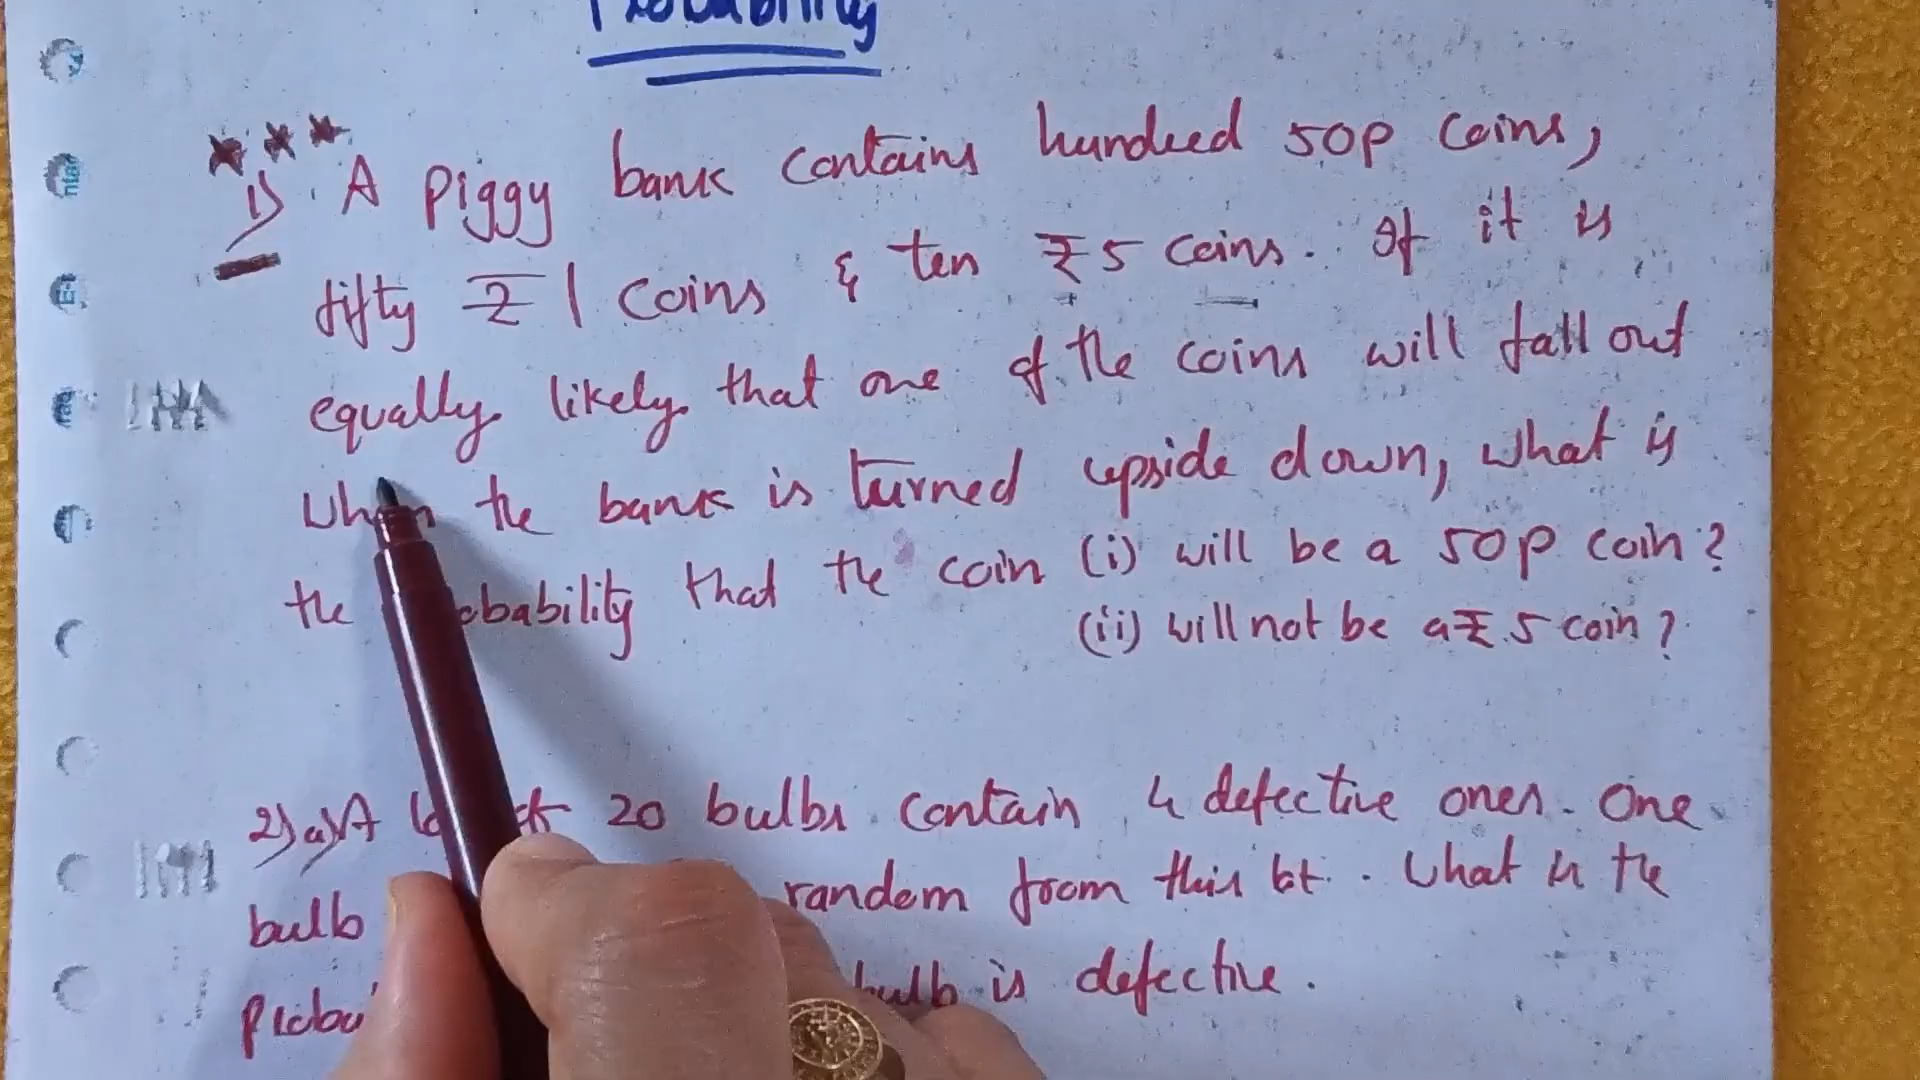 Probability
1) A Piggy bank contains hundred 50p coins,
fifty ₹1 coins & ten ₹5 coins. If it is
equally likely that one of the coins will fall out
when the bank is turned upside down, what is
the probability that the coin (i) will be a 50p coin?
(ii) will not be a ₹5 coin?
2) a) A 20 bulbs contain 4 defective ones. One
bulb random from this lot. What is the
bulb is defective.